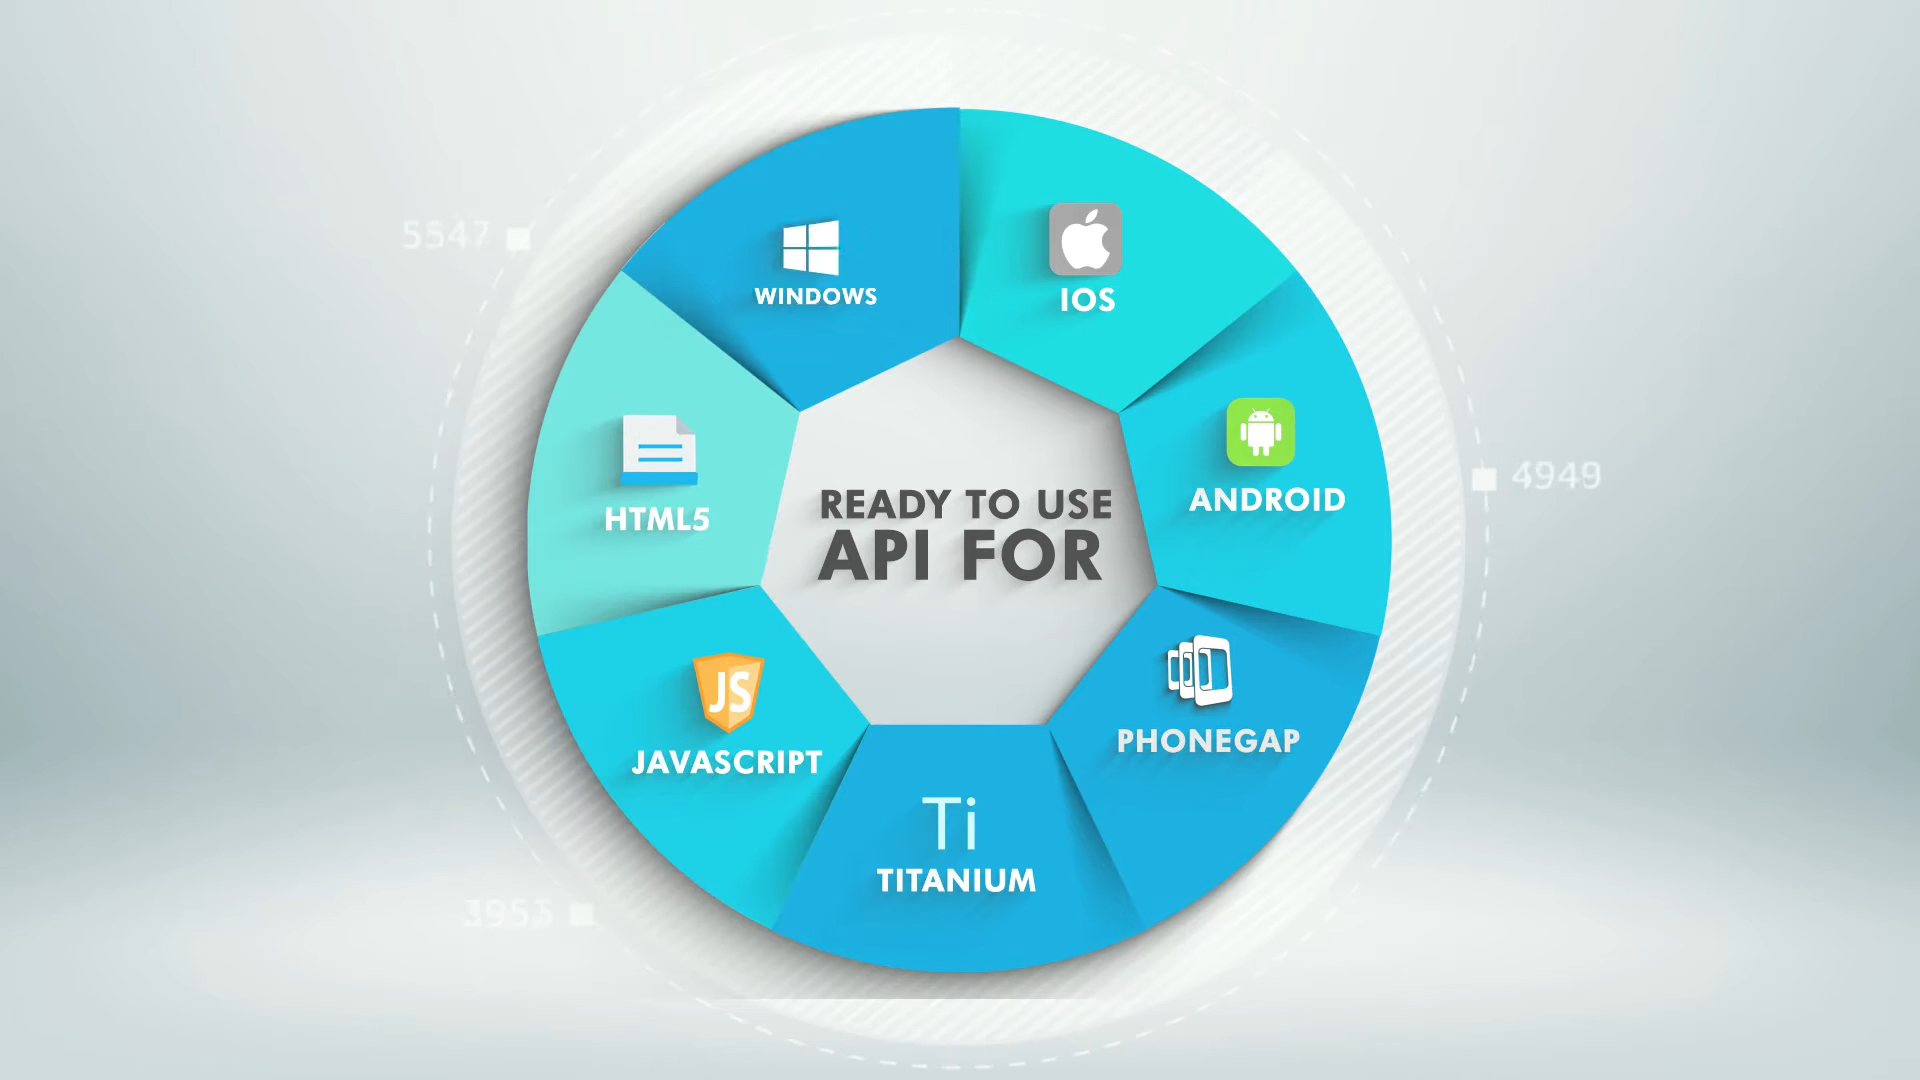 READY TO USE
API FOR
WINDOWS
IOS
ANDROID
PHONEGAP
Ti
TITANIUM
JS
JAVASCRIPT
HTML5
5547
4949